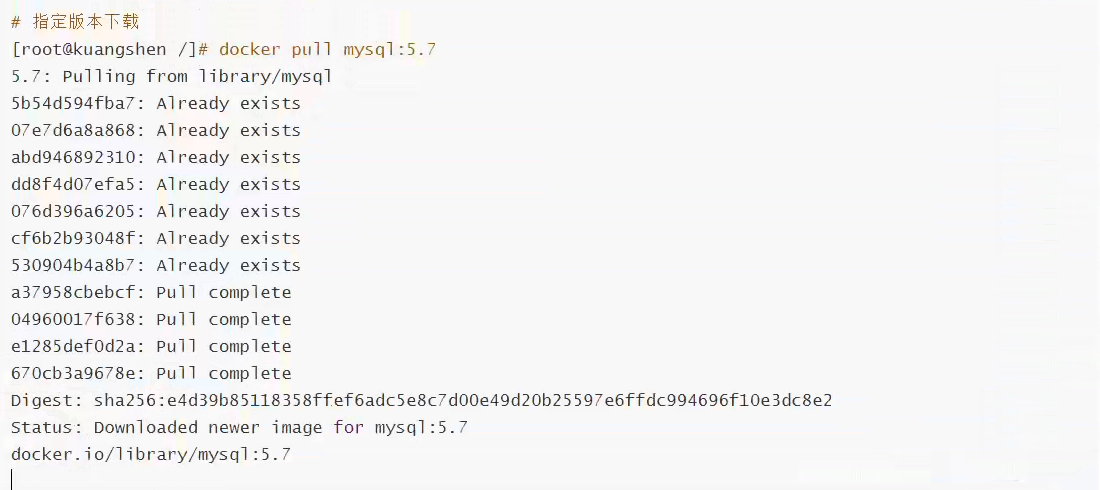 # 指定版本下载
[root@kuangshen /]# docker pull mysql:5.7
5.7: Pulling from library/mysql
5b54d594fba7: Already exists
07e7d6a8a868: Already exists
abd946892310: Already exists
dd8f4d07efa5: Already exists
076d396a6205: Already exists
cf6b2b93048f: Already exists
530904b4a8b7: Already exists
a37958cbebcf: Pull complete
04960017f638: Pull complete
e1285def0d2a: Pull complete
670cb3a9678e: Pull complete
Digest: sha256:e4d39b85118358ffef6adc5e8c7d00e49d20b25597e6ffdc994696f10e3dc8e2
Status: Downloaded newer image for mysql:5.7
docker.io/library/mysql:5.7